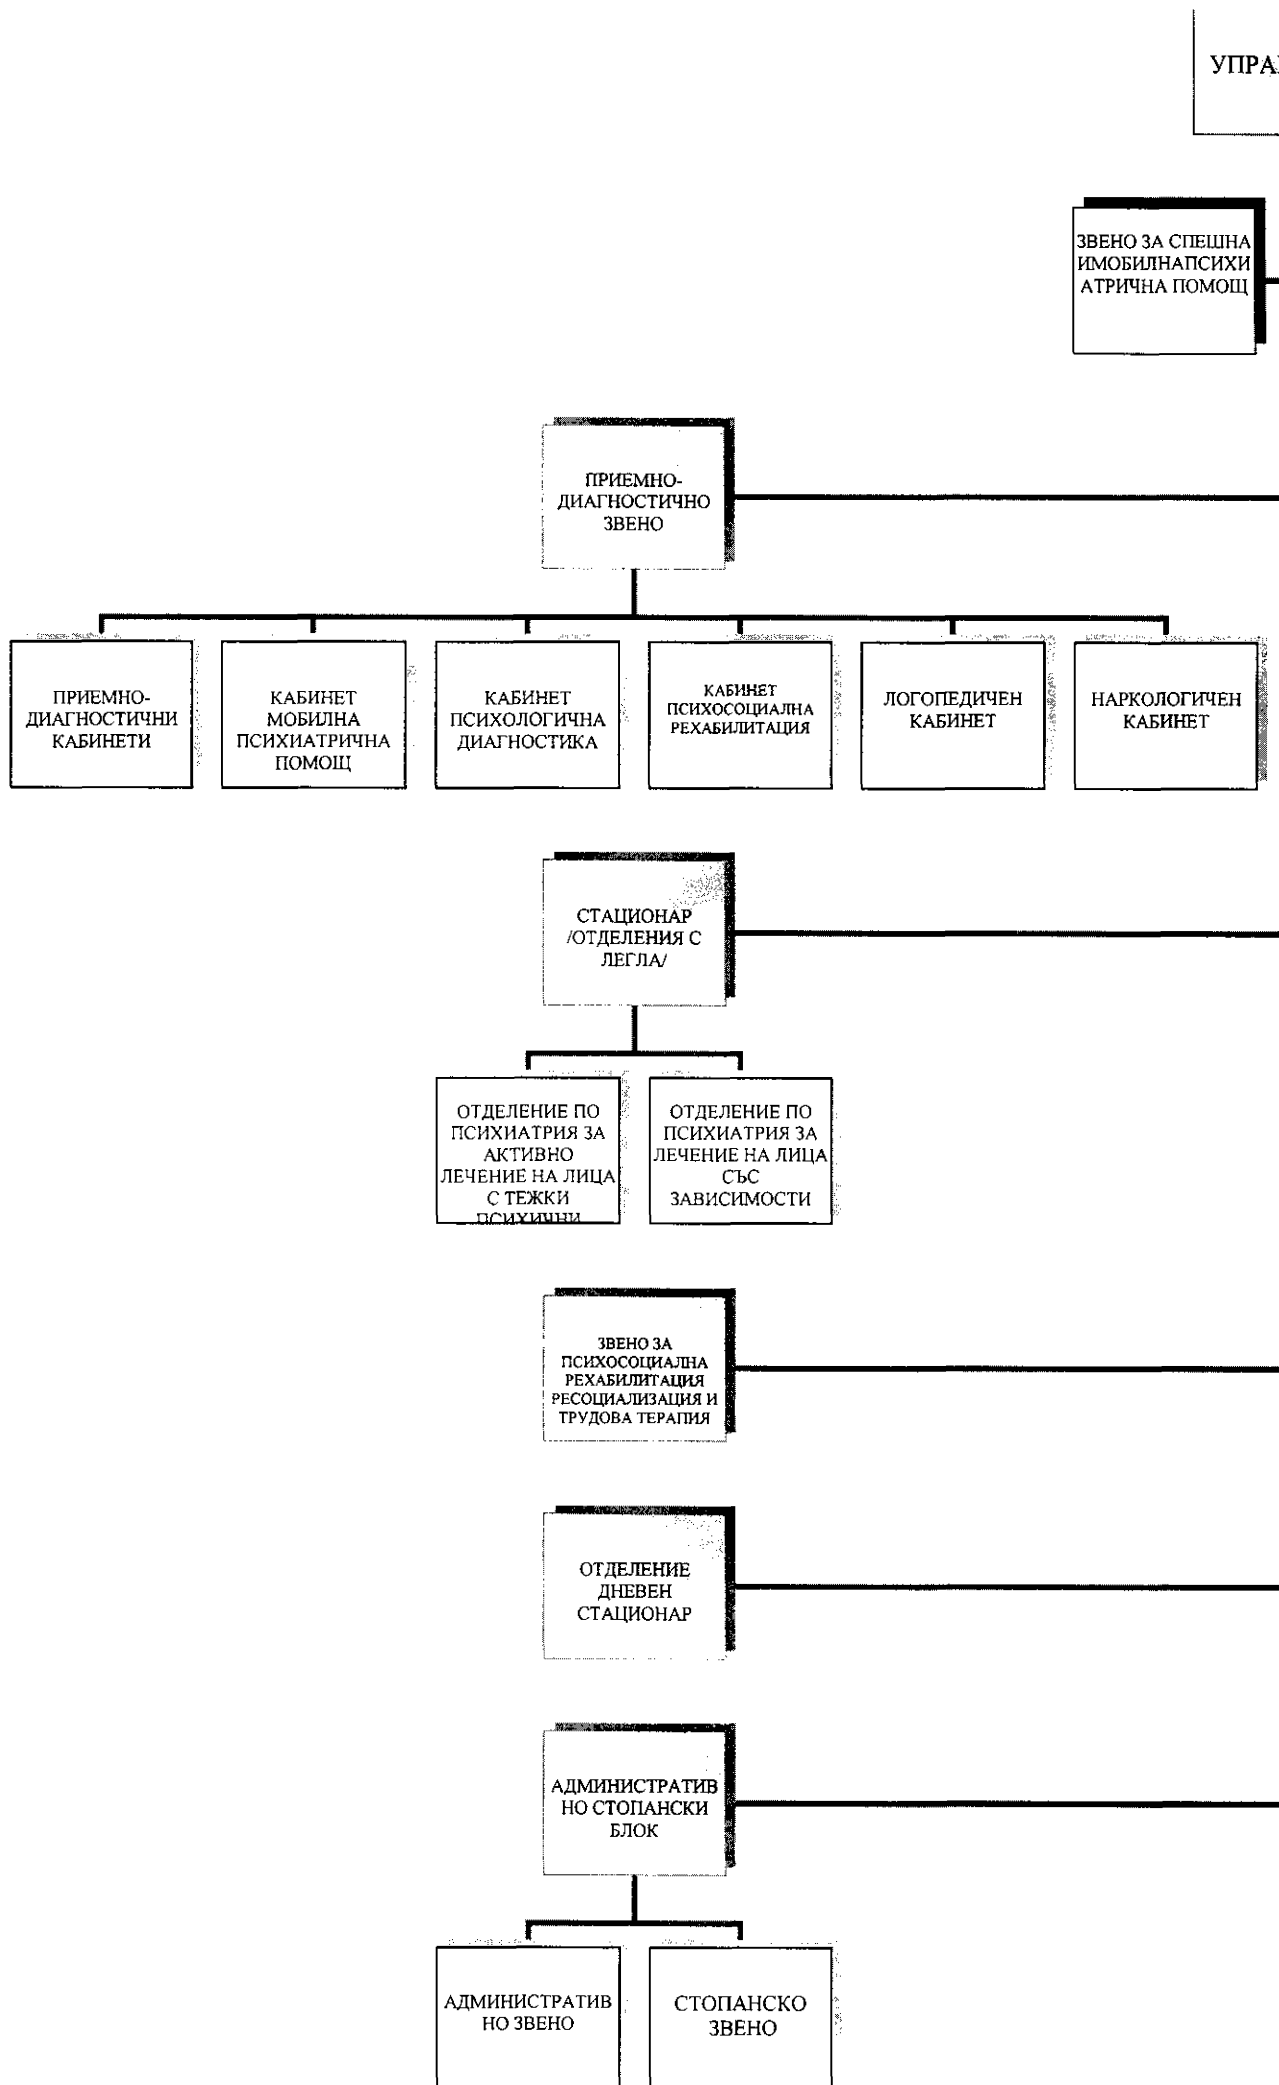 УПРА
ЗВЕНО ЗА СПЕШНА
ИМОБИЛНАПСИХИ
АТРИЧНА ПОМОЩ
ПРИЕМНО-
ДИАГНОСТИЧНО
ЗВЕНО
ПРИЕМНО-
ДИАГНОСТИЧНИ
КАБИНЕТИ
КАБИНЕТ
МОБИЛНА
ПСИХИАТРИЧНА
ПОМОЩ
КАБИНЕТ
ПСИХОЛОГИЧНА
ДИАГНОСТИКА
КАБИНЕТ
ПСИХОСОЦИАЛНА
РЕХАБИЛИТАЦИЯ
ЛОГОПЕДИЧЕН
КАБИНЕТ
НАРКОЛОГИЧЕН
КАБИНЕТ
СТАЦИОНАР
/ОТДЕЛЕНИЯ С
ЛЕГЛА/
ОТДЕЛЕНИЕ ПО
ПСИХИАТРИЯ ЗА
АКТИВНО
ЛЕЧЕНИЕ НА ЛИЦА
С ТЕЖКИ
ПСИХИЧНИ
ОТДЕЛЕНИЕ ПО
ПСИХИАТРИЯ ЗА
ЛЕЧЕНИЕ НА ЛИЦА
СЪС
ЗАВИСИМОСТИ
ЗВЕНО ЗА
ПСИХОСОЦИАЛНА
РЕХАБИЛИТАЦИЯ
РЕСОЦИАЛИЗАЦИЯ И
ТРУДОВА ТЕРАПИЯ
ОТДЕЛЕНИЕ
ДНЕВЕН
СТАЦИОНАР
АДМИНИСТРАТИВ
НО СТОПАНСКИ
БЛОК
АДМИНИСТРАТИВ
НО ЗВЕНО
СТОПАНСКО
ЗВЕНО